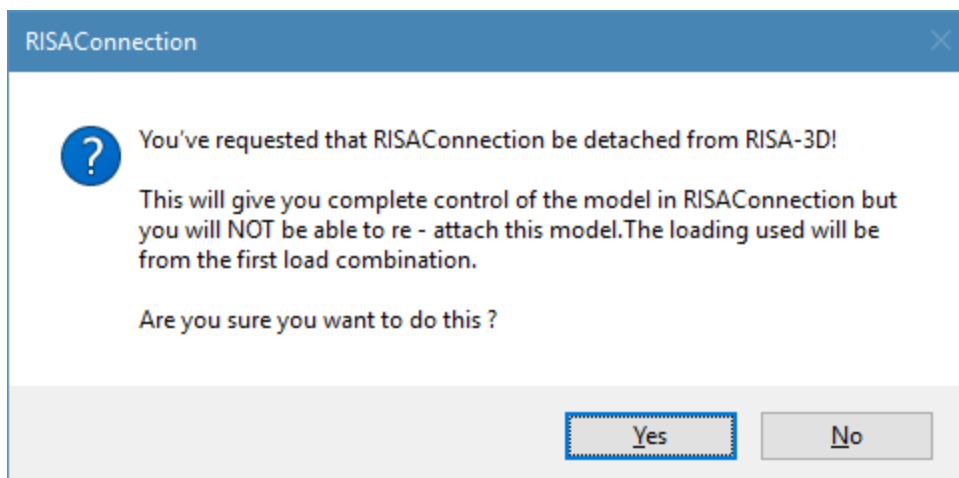 RISAConnection
You've requested that RISAConnection be detached from RISA-3D!
This will give you complete control of the model in RISAConnection but
you will NOT be able to re - attach this model.The loading used will be
from the first load combination.
Are you sure you want to do this ?
Yes
No